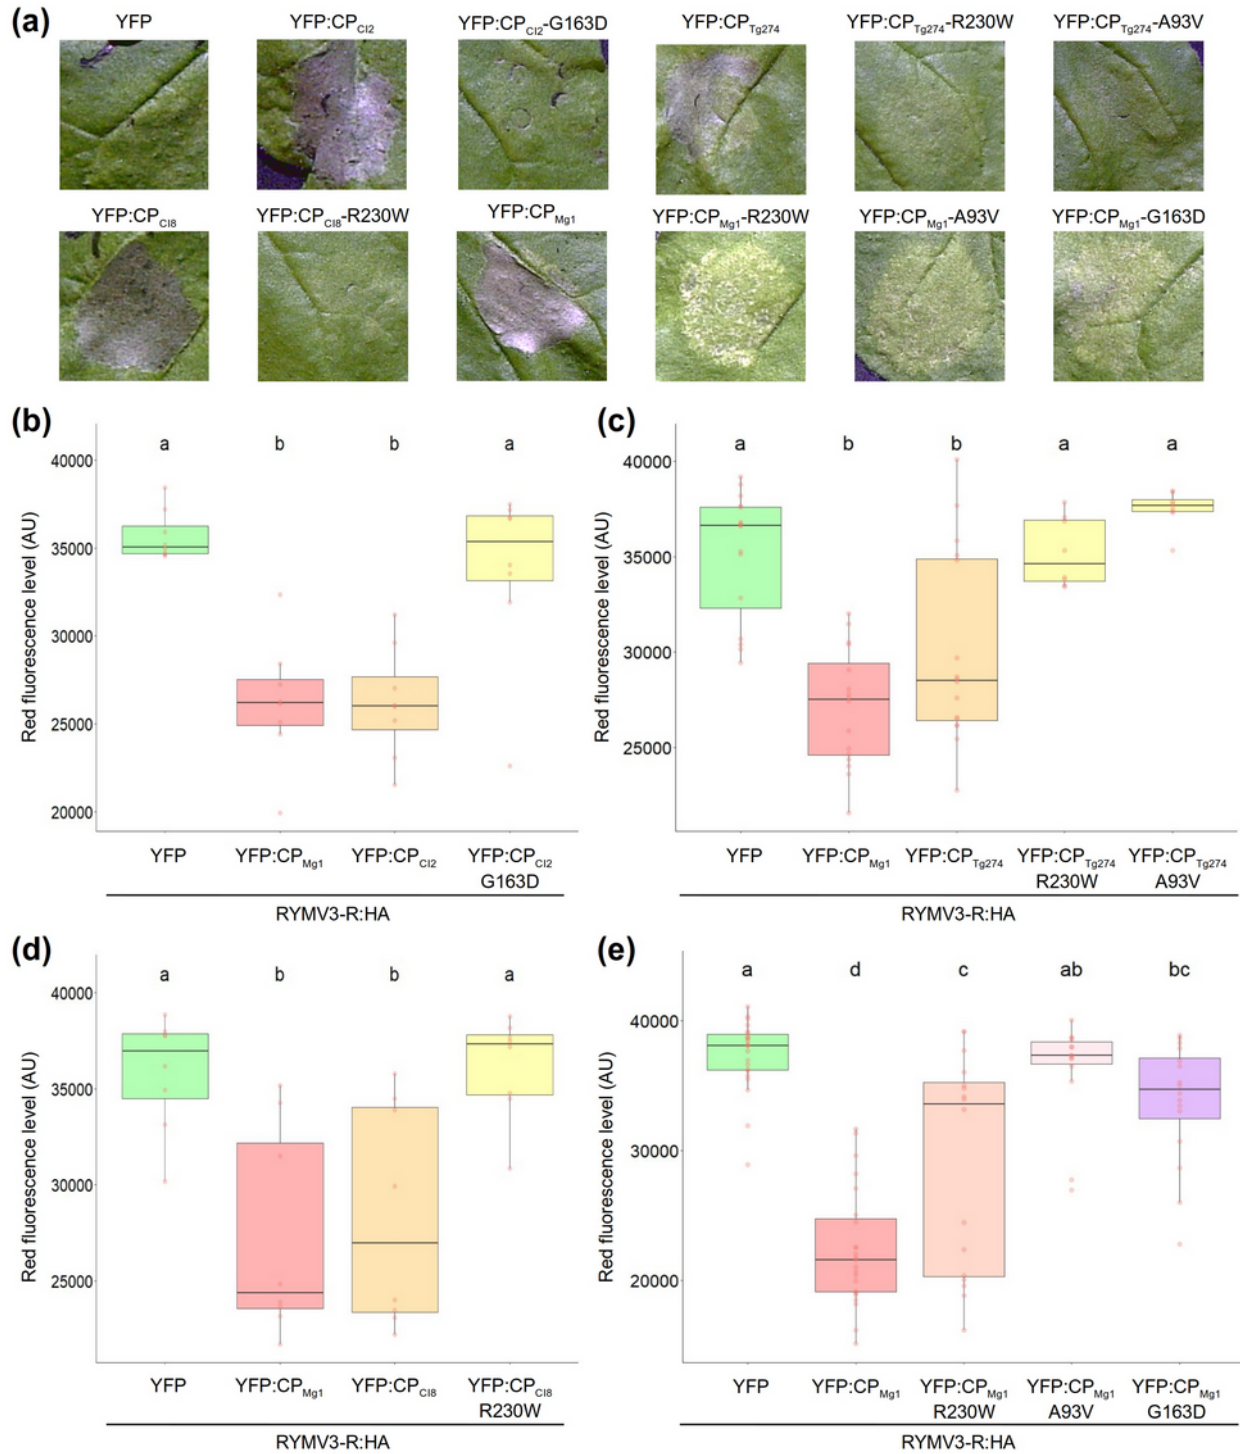 (a)
YFP YFP:CPCI2 YFP:CPCI2-G163D YFP:CPTg274 YFP:CPTg274-R230W YFP:CPTg274-A93V
YFP:CPCI8 YFP:CPCI8-R230W YFP:CPMg1 YFP:CPMg1-R230W YFP:CPMg1-A93V YFP:CPMg1-G163D
(b)
a b b a
Red fluorescence level (AU)
40000
35000
30000
25000
20000
YFP YFP:CPMg1 YFP:CPCI2 YFP:CPCI2
G163D
RYMV3-R:HA
(c)
a b b a a
Red fluorescence level (AU)
40000
35000
30000
25000
YFP YFP:CPMg1 YFP:CPTg274 YFP:CPTg274 YFP:CPTg274
R230W A93V
RYMV3-R:HA
(d)
a b b a
Red fluorescence level (AU)
40000
35000
30000
25000
YFP YFP:CPMg1 YFP:CPCI8 YFP:CPCI8
R230W
RYMV3-R:HA
(e)
a d c ab bc
Red fluorescence level (AU)
40000
30000
20000
YFP YFP:CPMg1 YFP:CPMg1 YFP:CPMg1 YFP:CPMg1
R230W A93V G163D
RYMV3-R:HA